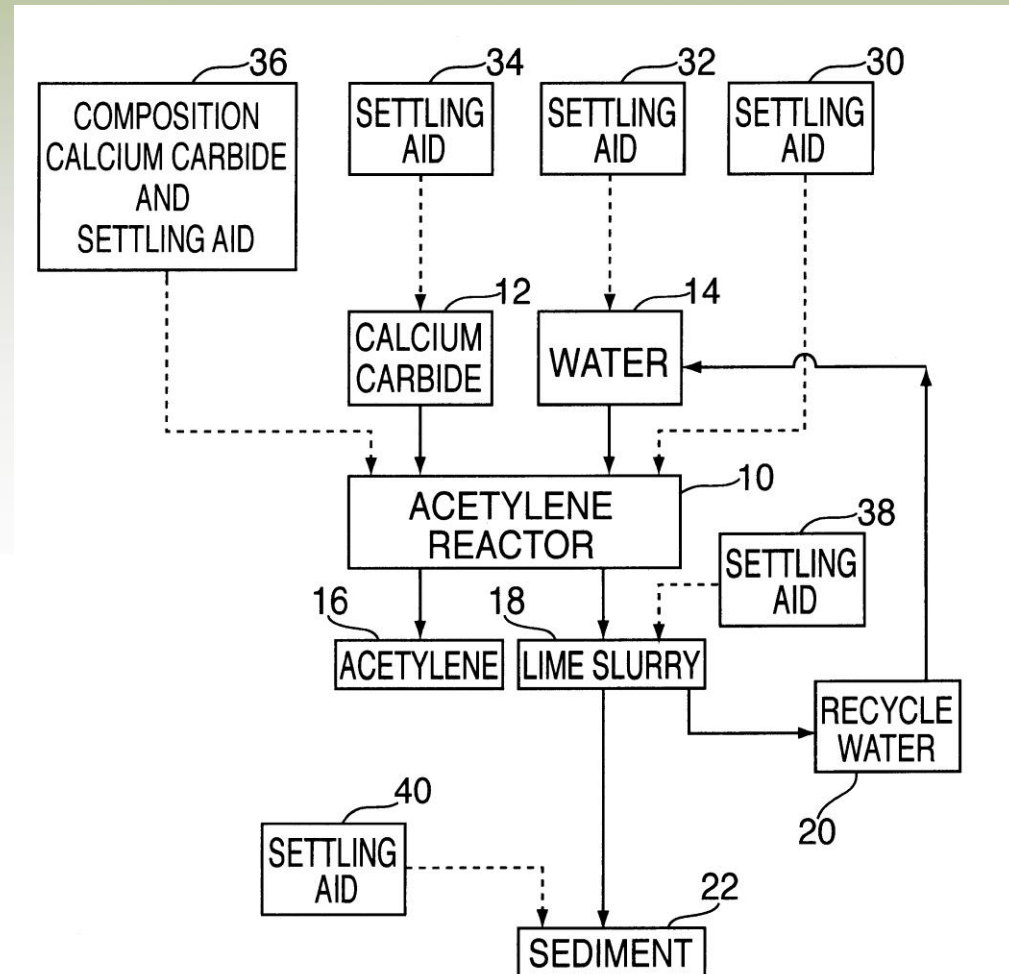 36
34
32
30
COMPOSITION
CALCIUM CARBIDE
AND
SETTLING AID
SETTLING
AID
SETTLING
AID
SETTLING
AID
12
14
CALCIUM
CARBIDE
WATER
10
ACETYLENE
REACTOR
38
SETTLING
AID
16
18
ACETYLENE
LIME SLURRY
RECYCLE
WATER
20
40
SETTLING
AID
22
SEDIMENT